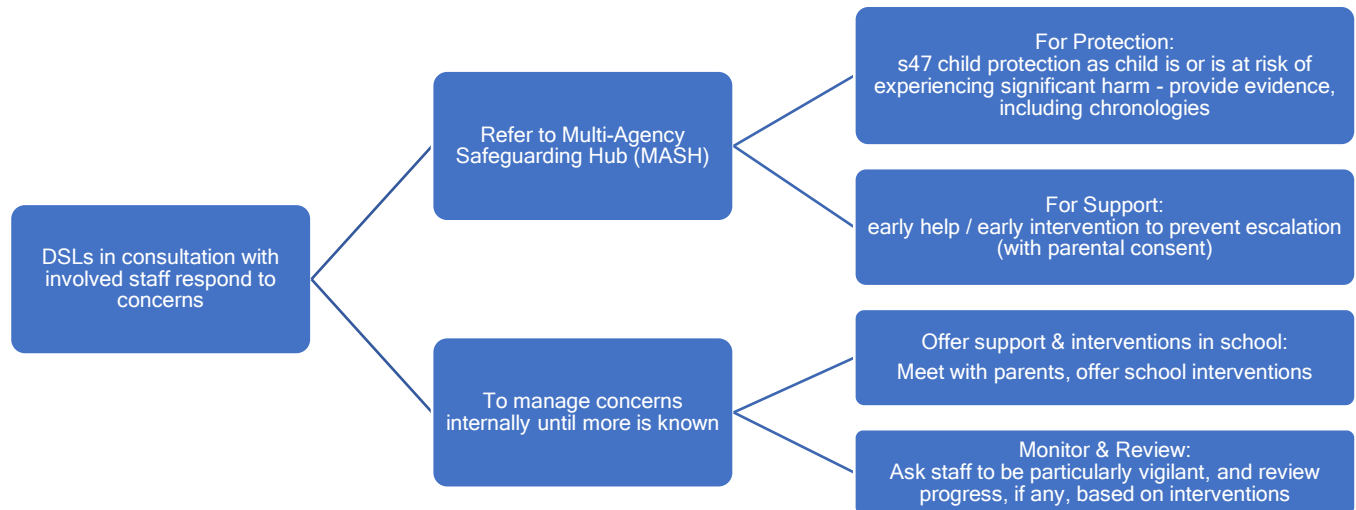 DSLs in consultation with
involved staff respond to
concerns
Refer to Multi-Agency
Safeguarding Hub (MASH)
For Protection:
s47 child protection as child is or is at risk of
experiencing significant harm - provide evidence,
including chronologies
For Support:
early help / early intervention to prevent escalation
(with parental consent)
To manage concerns
internally until more is known
Offer support & interventions in school:
Meet with parents, offer school interventions
Monitor & Review:
Ask staff to be particularly vigilant, and review
progress, if any, based on interventions